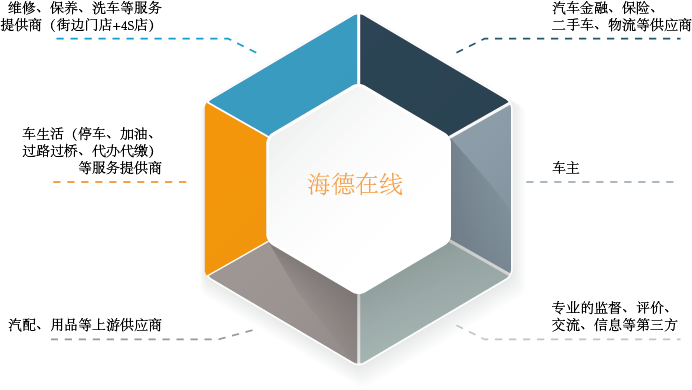 维修、保养、洗车等服务
提供商（街边门店+4S店）
汽车金融、保险、
二手车、物流等供应商
车生活（停车、加油、
过路过桥、代办代缴）
等服务提供商
海德在线
车主
汽配、用品等上游供应商
专业的监督、评价、
交流、信息等第三方